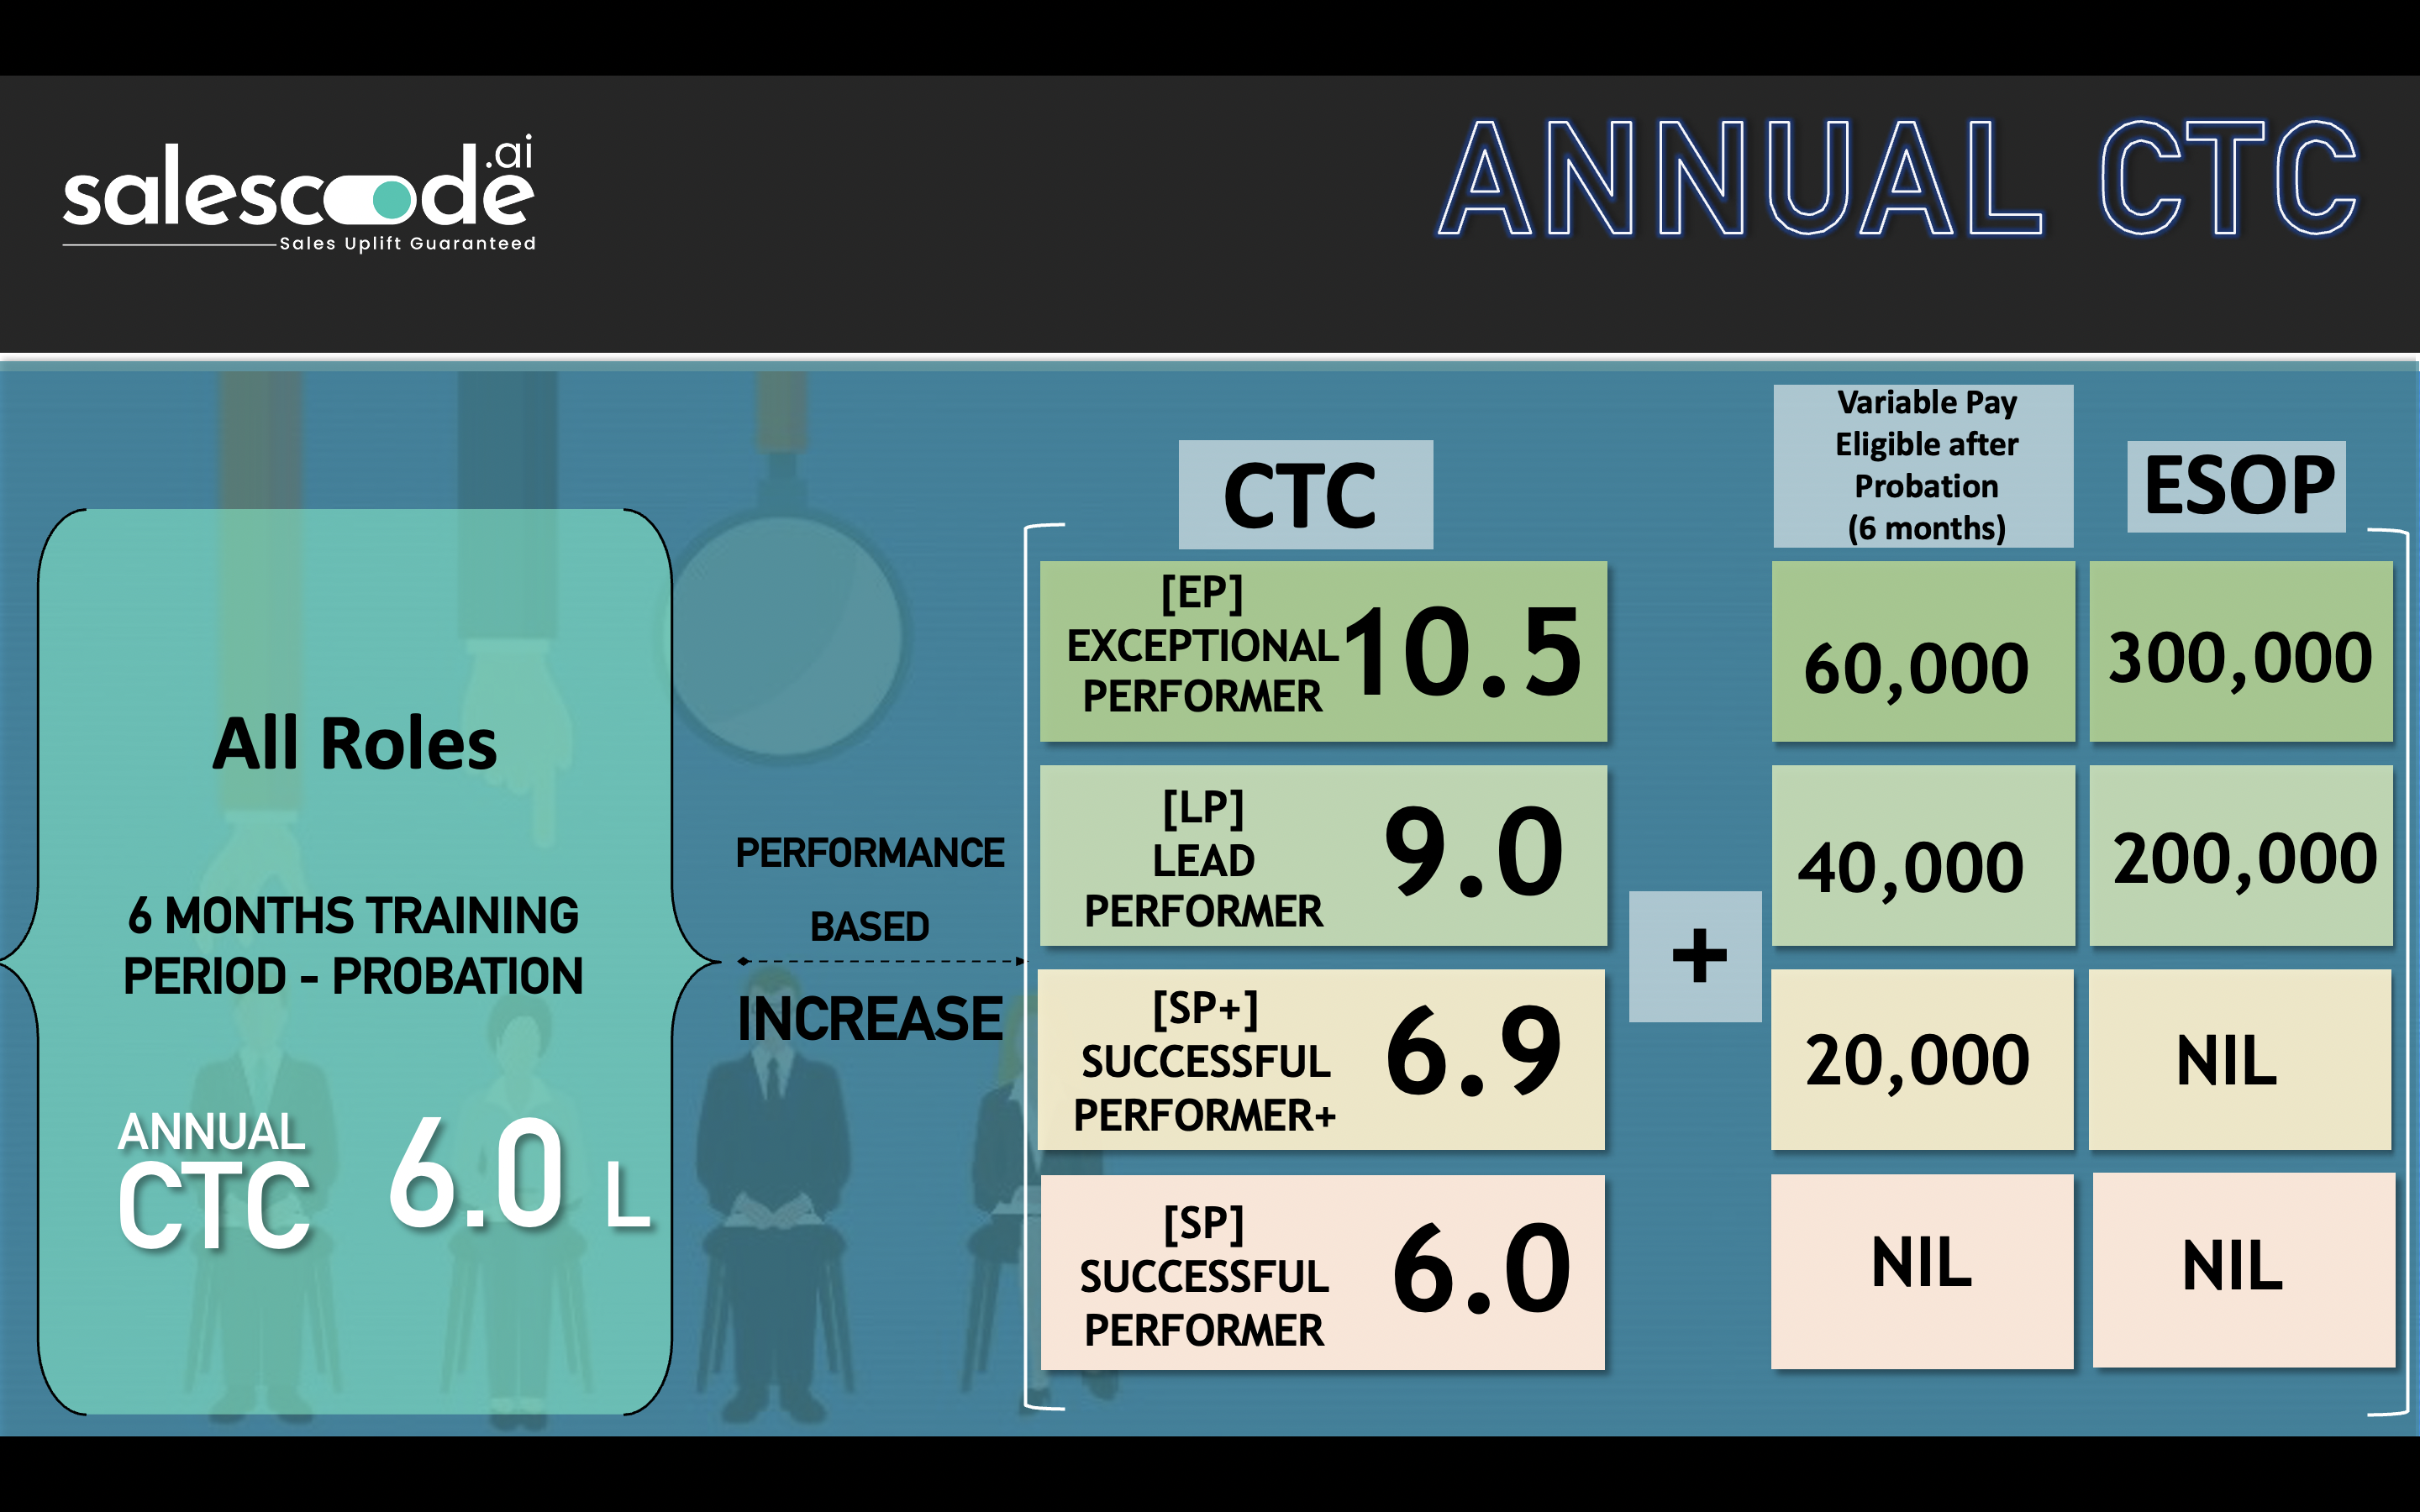 salescode.ai
Sales Uplift Guaranteed
ANNUAL CTC
All Roles
6 MONTHS TRAINING
PERIOD - PROBATION
ANNUAL
CTC
6.0 L
PERFORMANCE
BASED
INCREASE
CTC
Variable Pay
Eligible after
Probation
(6 months)
ESOP
[EP]
EXCEPTIONAL
PERFORMER
10.5
60,000
300,000
[LP]
LEAD
PERFORMER
9.0
40,000
200,000
+
[SP+]
SUCCESSFUL
PERFORMER+
6.9
20,000
NIL
[SP]
SUCCESSFUL
PERFORMER
6.0
NIL
NIL